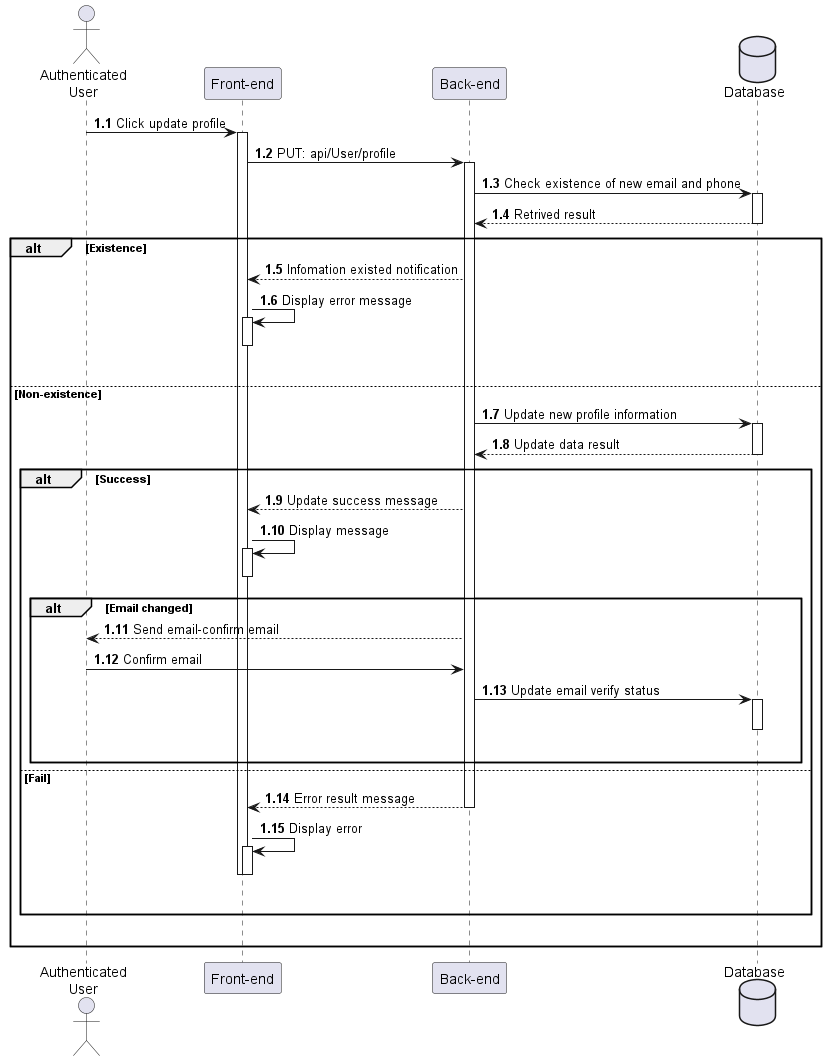 Authenticated
User
Front-end
Back-end
Database
1.1 Click update profile
1.2 PUT: api/User/profile
1.3 Check existence of new email and phone
1.4 Retrived result
alt [Existence]
1.5 Infomation existed notification
1.6 Display error message
[Non-existence]
1.7 Update new profile information
1.8 Update data result
alt [Success]
1.9 Update success message
1.10 Display message
alt [Email changed]
1.11 Send email-confirm email
1.12 Confirm email
1.13 Update email verify status
[Fail]
1.14 Error result message
1.15 Display error
Authenticated
User
Front-end
Back-end
Database